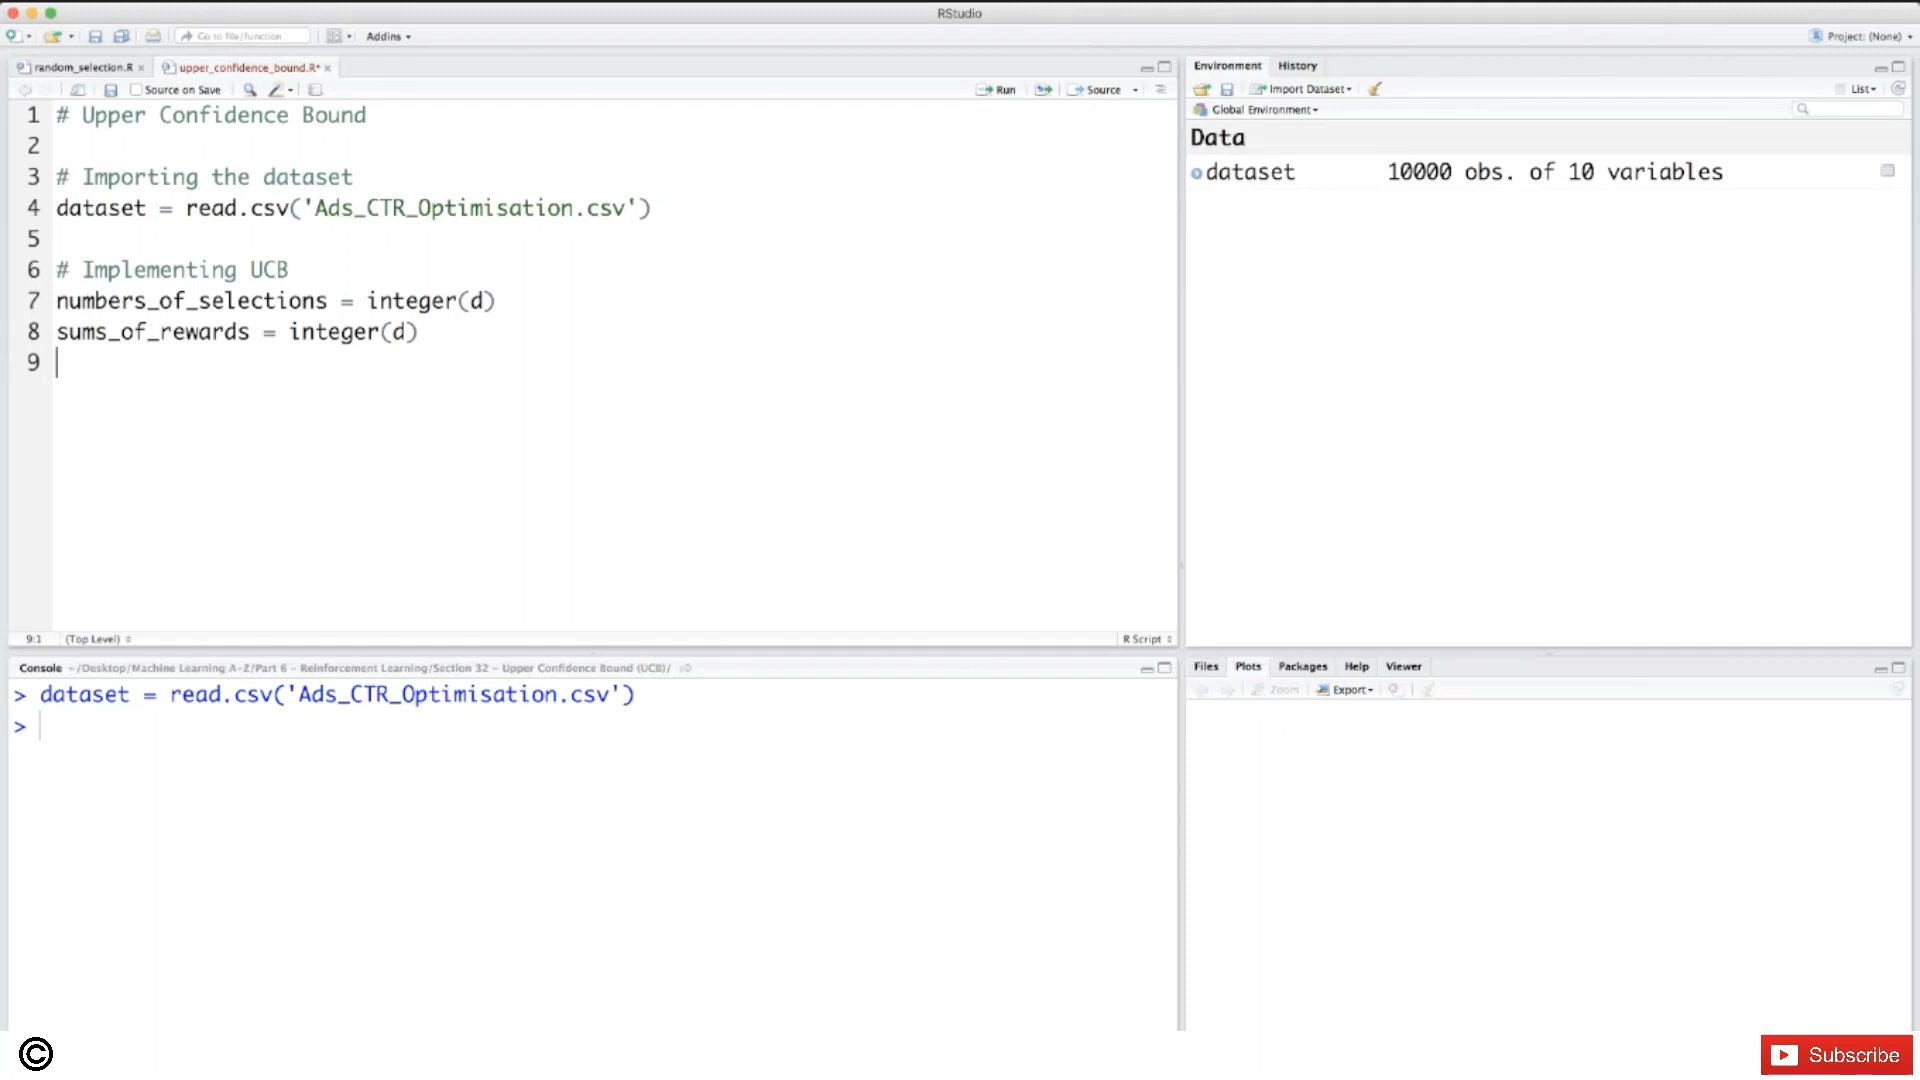 RStudio
Go to file/function
Addins
Project: (None)
random_selection.R
upper_confidence_bound.R*
Source on Save
Run
Source
1 # Upper Confidence Bound
2
3 # Importing the dataset
4 dataset = read.csv('Ads_CTR_Optimisation.csv')
5
6 # Implementing UCB
7 numbers_of_selections = integer(d)
8 sums_of_rewards = integer(d)
9
9:1 (Top Level)
R Script
Console ~/Desktop/Machine Learning A-Z/Part 6 - Reinforcement Learning/Section 32 - Upper Confidence Bound (UCB)/
> dataset = read.csv('Ads_CTR_Optimisation.csv')
>
Environment History
Import Dataset
List
Global Environment
Data
dataset 10000 obs. of 10 variables
Files Plots Packages Help Viewer
Zoom Export
©
Subscribe